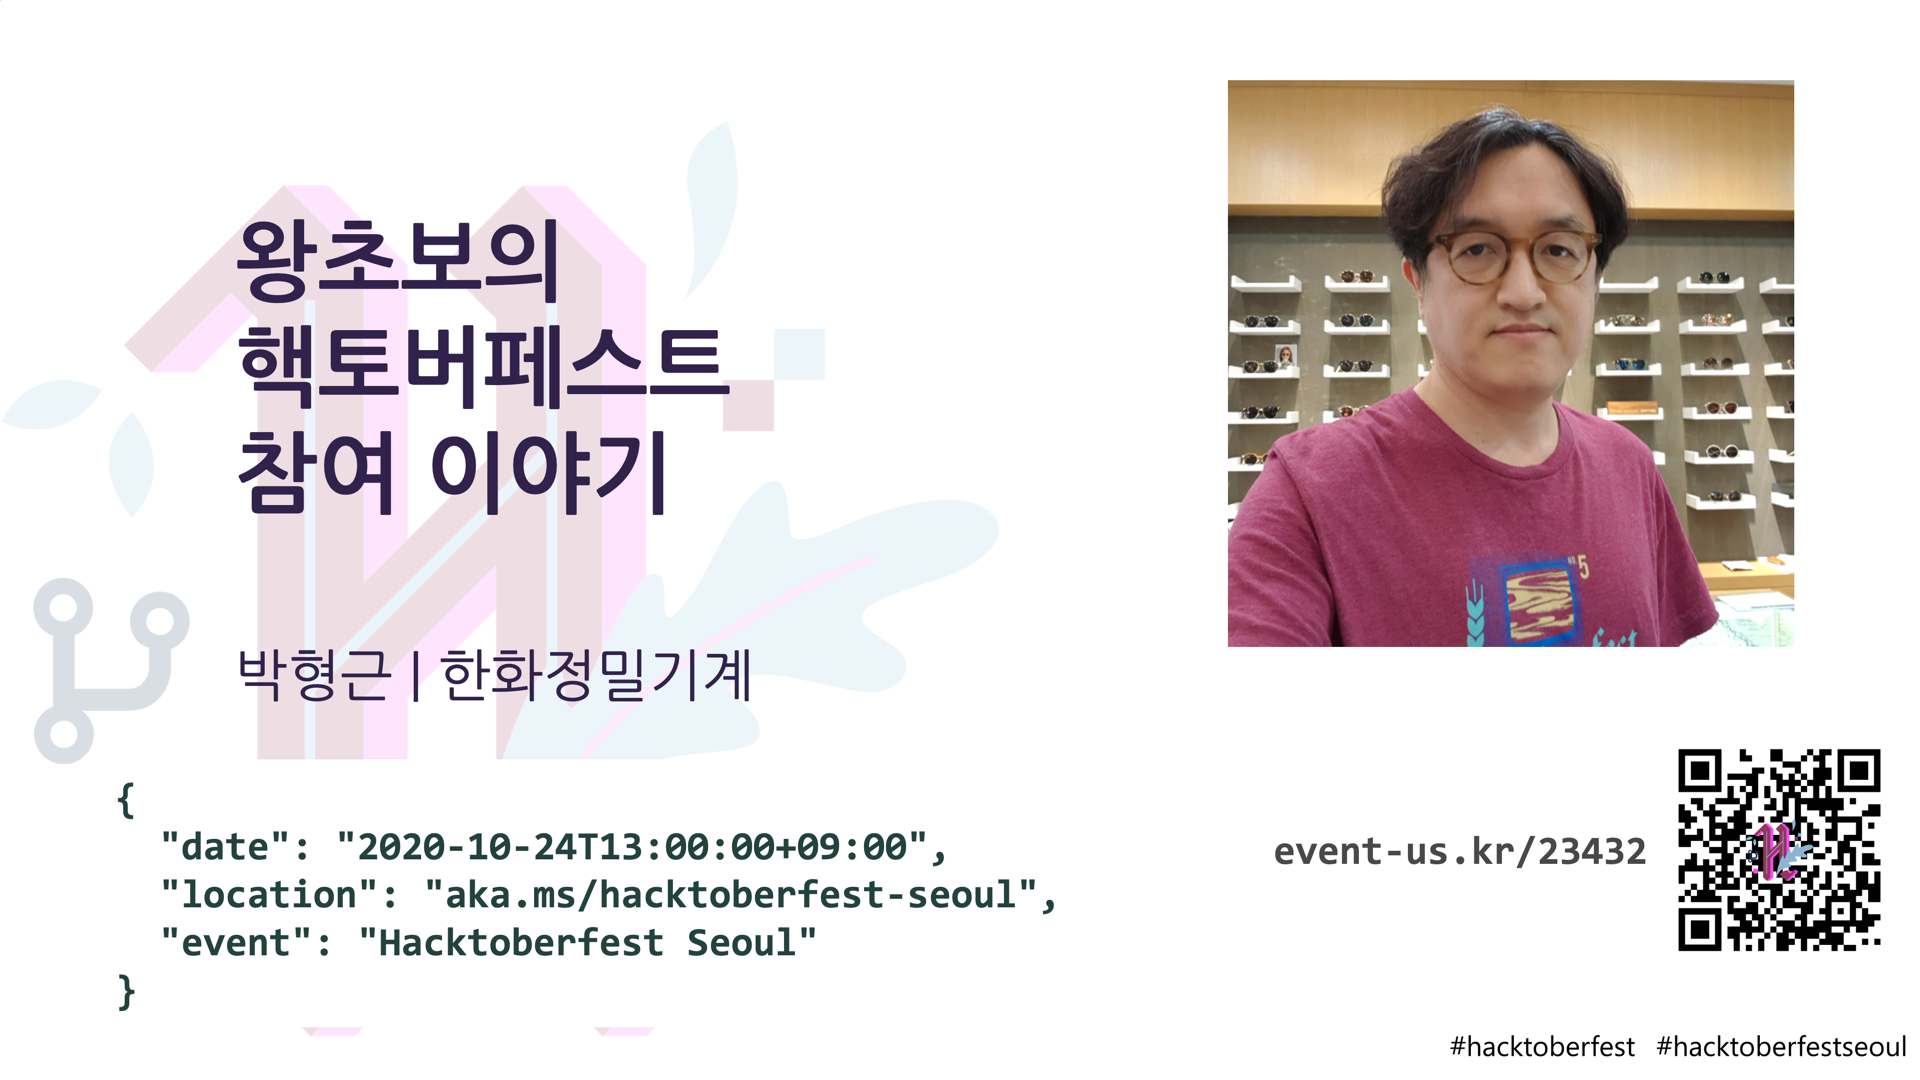 왕초보의
핵토버페스트
참여 이야기
박형근 | 한화정밀기계
{
"date": "2020-10-24T13:00:00+09:00",
"location": "aka.ms/hacktoberfest-seoul",
"event": "Hacktoberfest Seoul"
}
NO. 5
event-us.kr/23432
#hacktoberfest #hacktoberfestseoul